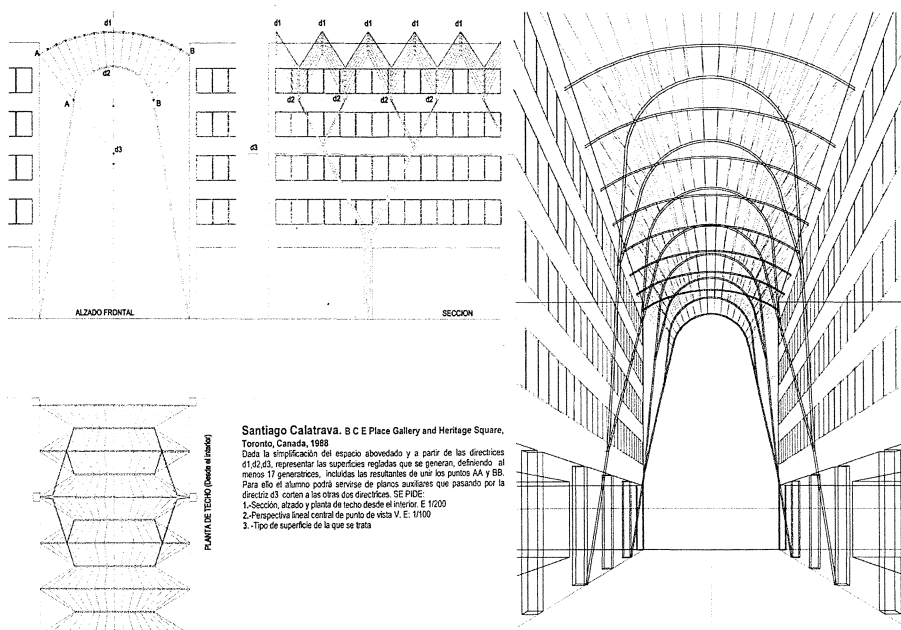 d1
d1
d1
d1
d1
d1
A
B
d2
A
B
d2
d2
d2
d2
d3
d3
ALZADO FRONTAL
SECCION
PLANTA DE TECHO (Desde el interior)
Santiago Calatrava. B C E Place Gallery and Heritage Square,
Toronto, Canada, 1988
Dada la simplificación del espacio abovedado y a partir de las directrices
d1,d2,d3, representar las superficies regladas que se generan, definiendo al
menos 17 generatrices, incluidas las resultantes de unir los puntos AA y BB.
Para ello el alumno podrá servirse de planos auxiliares que pasando por la
directriz d3 corten a las otras dos directrices. SE PIDE:
1.-Sección, alzado y planta de techo desde el interior. E 1/200
2.-Perspectiva lineal central de punto de vista V. E: 1/100
3.-Tipo de superficie de la que se trata